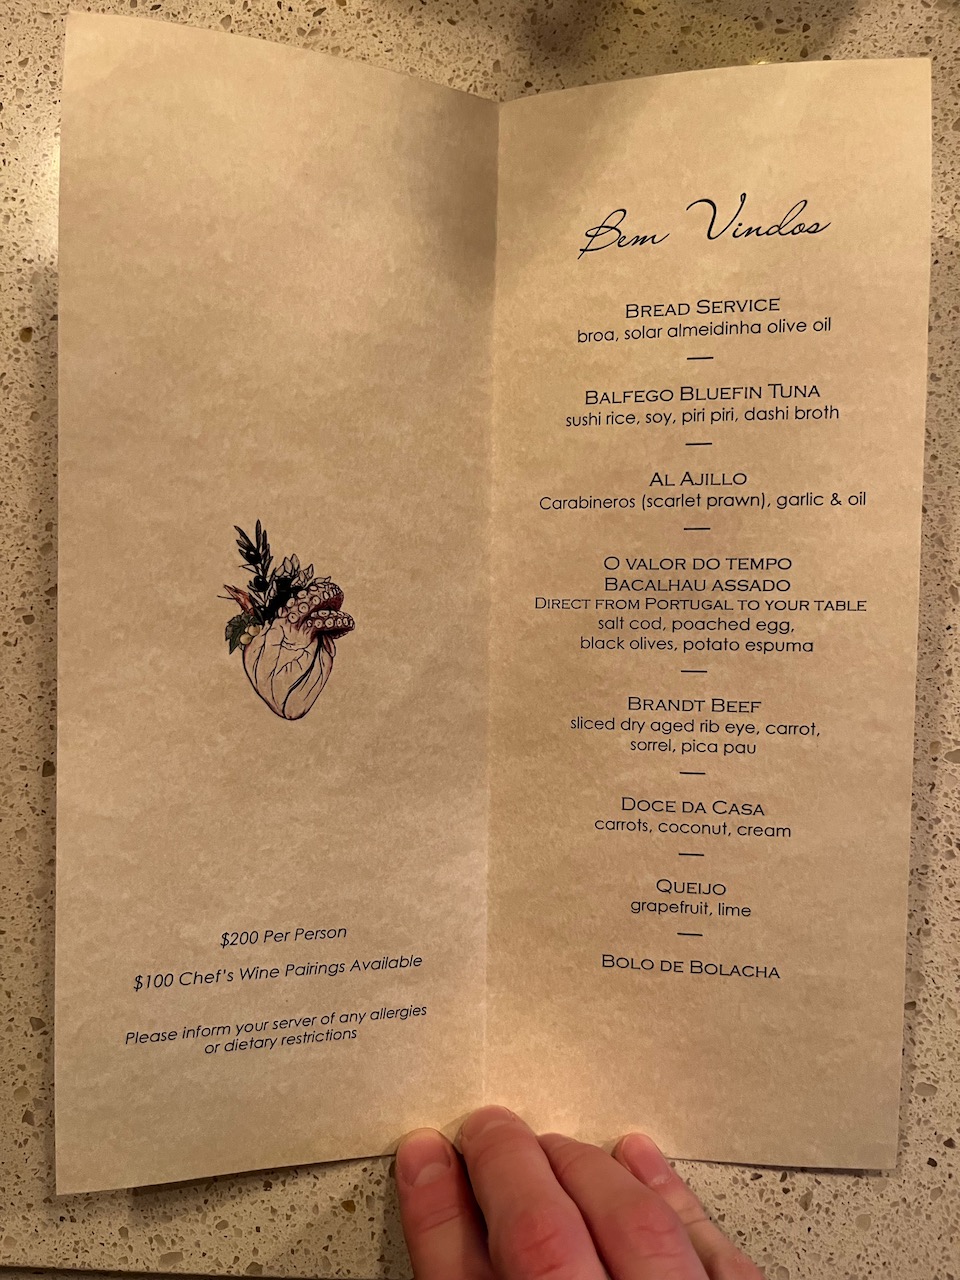 $200 Per Person
$100 Chef's Wine Pairings Available
Please inform your server of any allergies
or dietary restrictions
Bem Vindos
BREAD SERVICE
broa, solar almeidinha olive oil
BALFEGO BLUEFIN TUNA
sushi rice, soy, piri piri, dashi broth
AL AJILLO
Carabineros (scarlet prawn), garlic & oil
O VALOR DO TEMPO
BACALHAU ASSADO
DIRECT FROM PORTUGAL TO YOUR TABLE
salt cod, poached egg,
black olives, potato espuma
BRANDT BEEF
sliced dry aged rib eye, carrot,
sorrel, pica pau
DOCE DA CASA
carrots, coconut, cream
QUEIJO
grapefruit, lime
BOLO DE BOLACHA